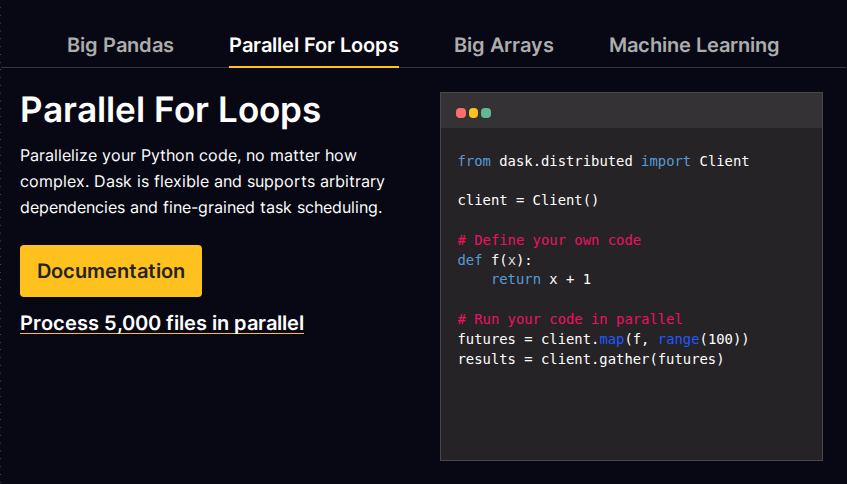 Big Pandas Parallel For Loops Big Arrays Machine Learning
Parallel For Loops
Parallelize your Python code, no matter how
complex. Dask is flexible and supports arbitrary
dependencies and fine-grained task scheduling.
Documentation
Process 5,000 files in parallel
from dask.distributed import Client
client = Client()
# Define your own code
def f(x):
    return x + 1
# Run your code in parallel
futures = client.map(f, range(100))
results = client.gather(futures)